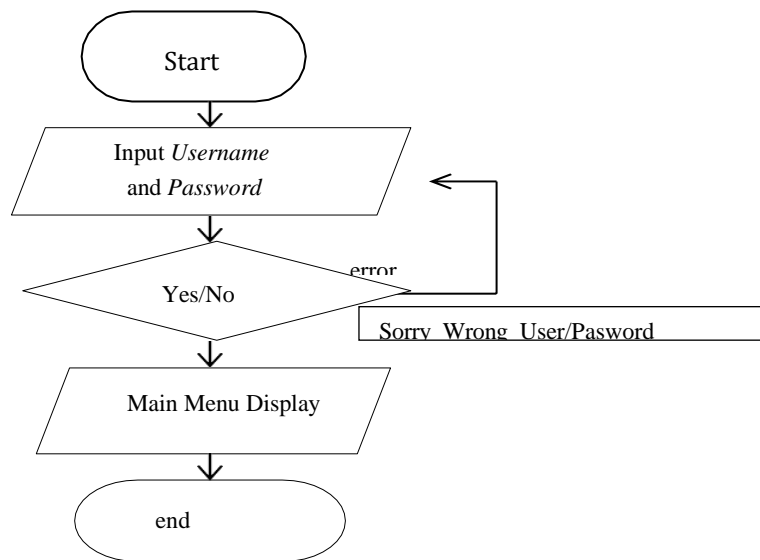 Start
Input Username
and Password
error
Yes/No
Sorry Wrong User/Pasword
Main Menu Display
end